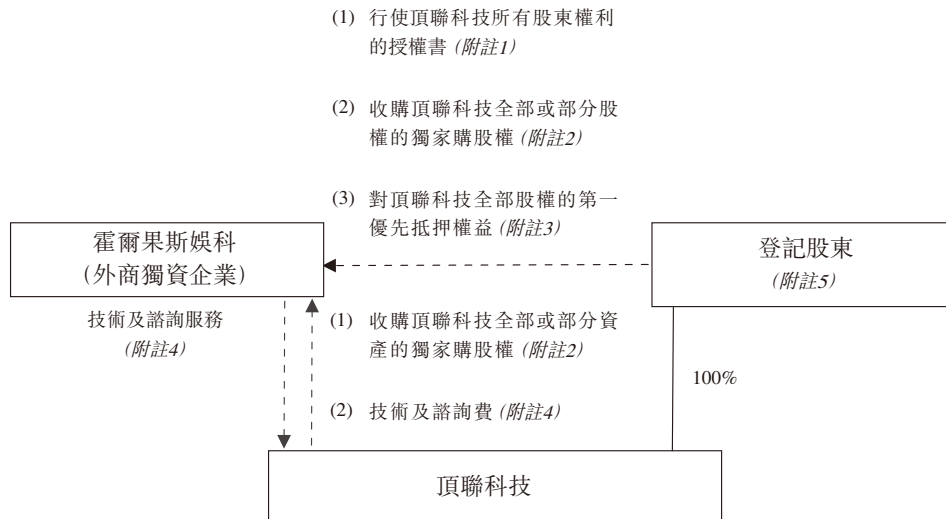 (1) 行使頂聯科技所有股東權利
的授權書 (附註1)
(2) 收購頂聯科技全部或部分股
權的獨家購股權 (附註2)
(3) 對頂聯科技全部股權的第一
優先抵押權益 (附註3)
霍爾果斯娛科
(外商獨資企業)
登記股東
(附註5)
技術及諮詢服務
(附註4)
(1) 收購頂聯科技全部或部分資
產的獨家購股權 (附註2)
100%
(2) 技術及諮詢費 (附註4)
頂聯科技